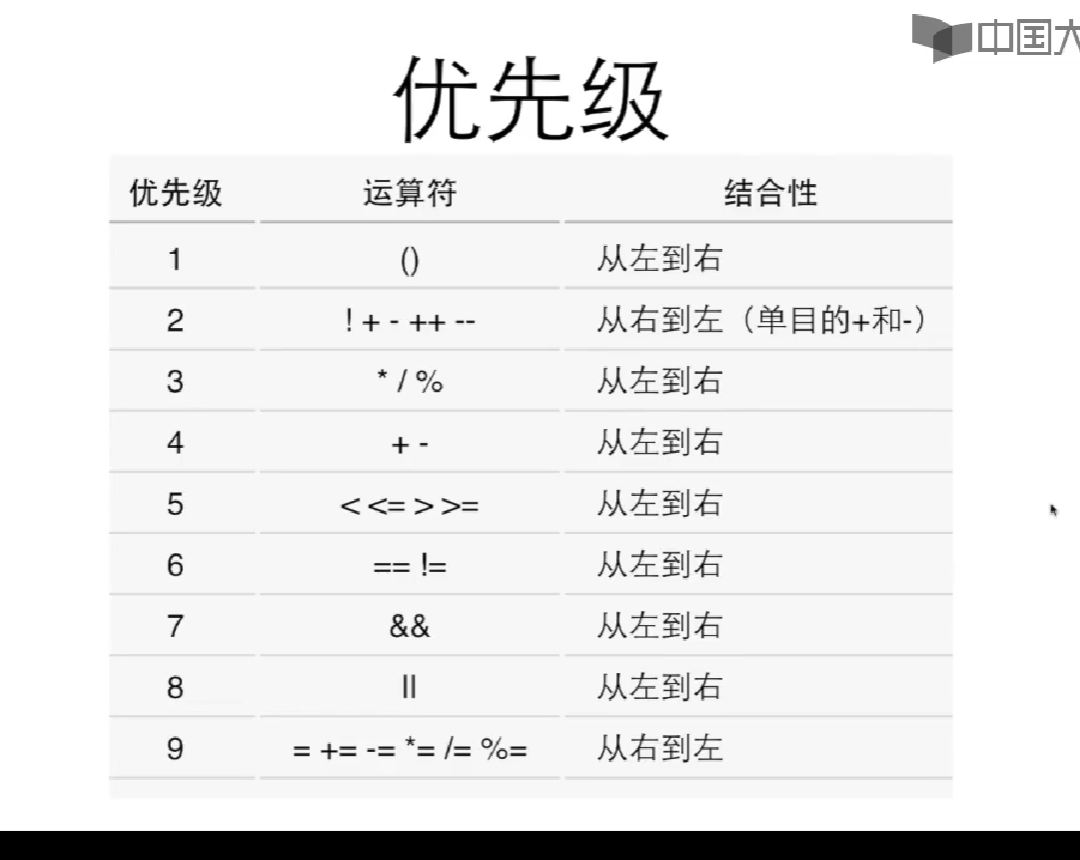 中国大
优先级
优先级 运算符 结合性
1 () 从左到右
2 ! + - ++ -- 从右到左（单目的+和-）
3 * / % 从左到右
4 + - 从左到右
5 < <= > >= 从左到右
6 == != 从左到右
7 && 从左到右
8 || 从左到右
9 = += -= *= /= %= 从右到左